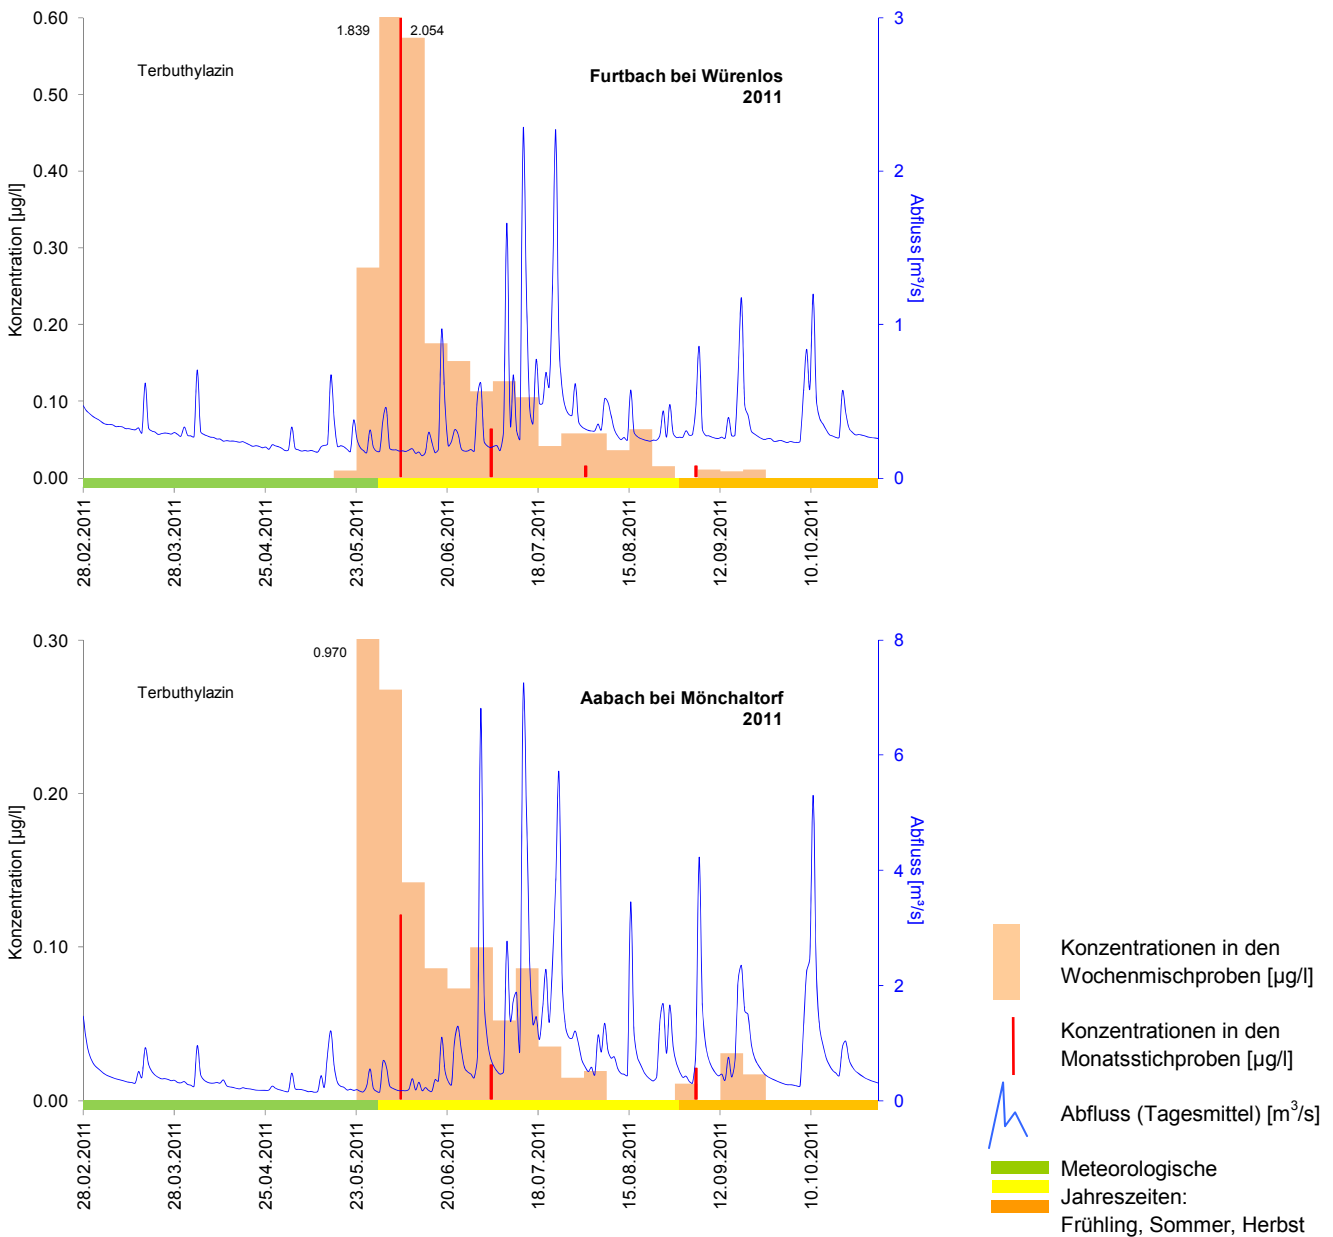 0.60
0.50
0.40
0.30
0.20
0.10
0.00
Konzentration [µg/l]
Terbuthylazin
1.839
2.054
Furtbach bei Würenlos
2011
3
2
1
0
Abfluss [m³/s]
28.02.2011
28.03.2011
25.04.2011
23.05.2011
20.06.2011
18.07.2011
15.08.2011
12.09.2011
10.10.2011
0.30
0.20
0.10
0.00
Konzentration [µg/l]
Terbuthylazin
0.970
Aabach bei Mönchaltorf
2011
8
6
4
2
0
Abfluss [m³/s]
28.02.2011
28.03.2011
25.04.2011
23.05.2011
20.06.2011
18.07.2011
15.08.2011
12.09.2011
10.10.2011
Konzentrationen in den
Wochenmischproben [µg/l]
Konzentrationen in den
Monatsstichproben [µg/l]
Abfluss (Tagesmittel) [m³/s]
Meteorologische
Jahreszeiten:
Frühling, Sommer, Herbst